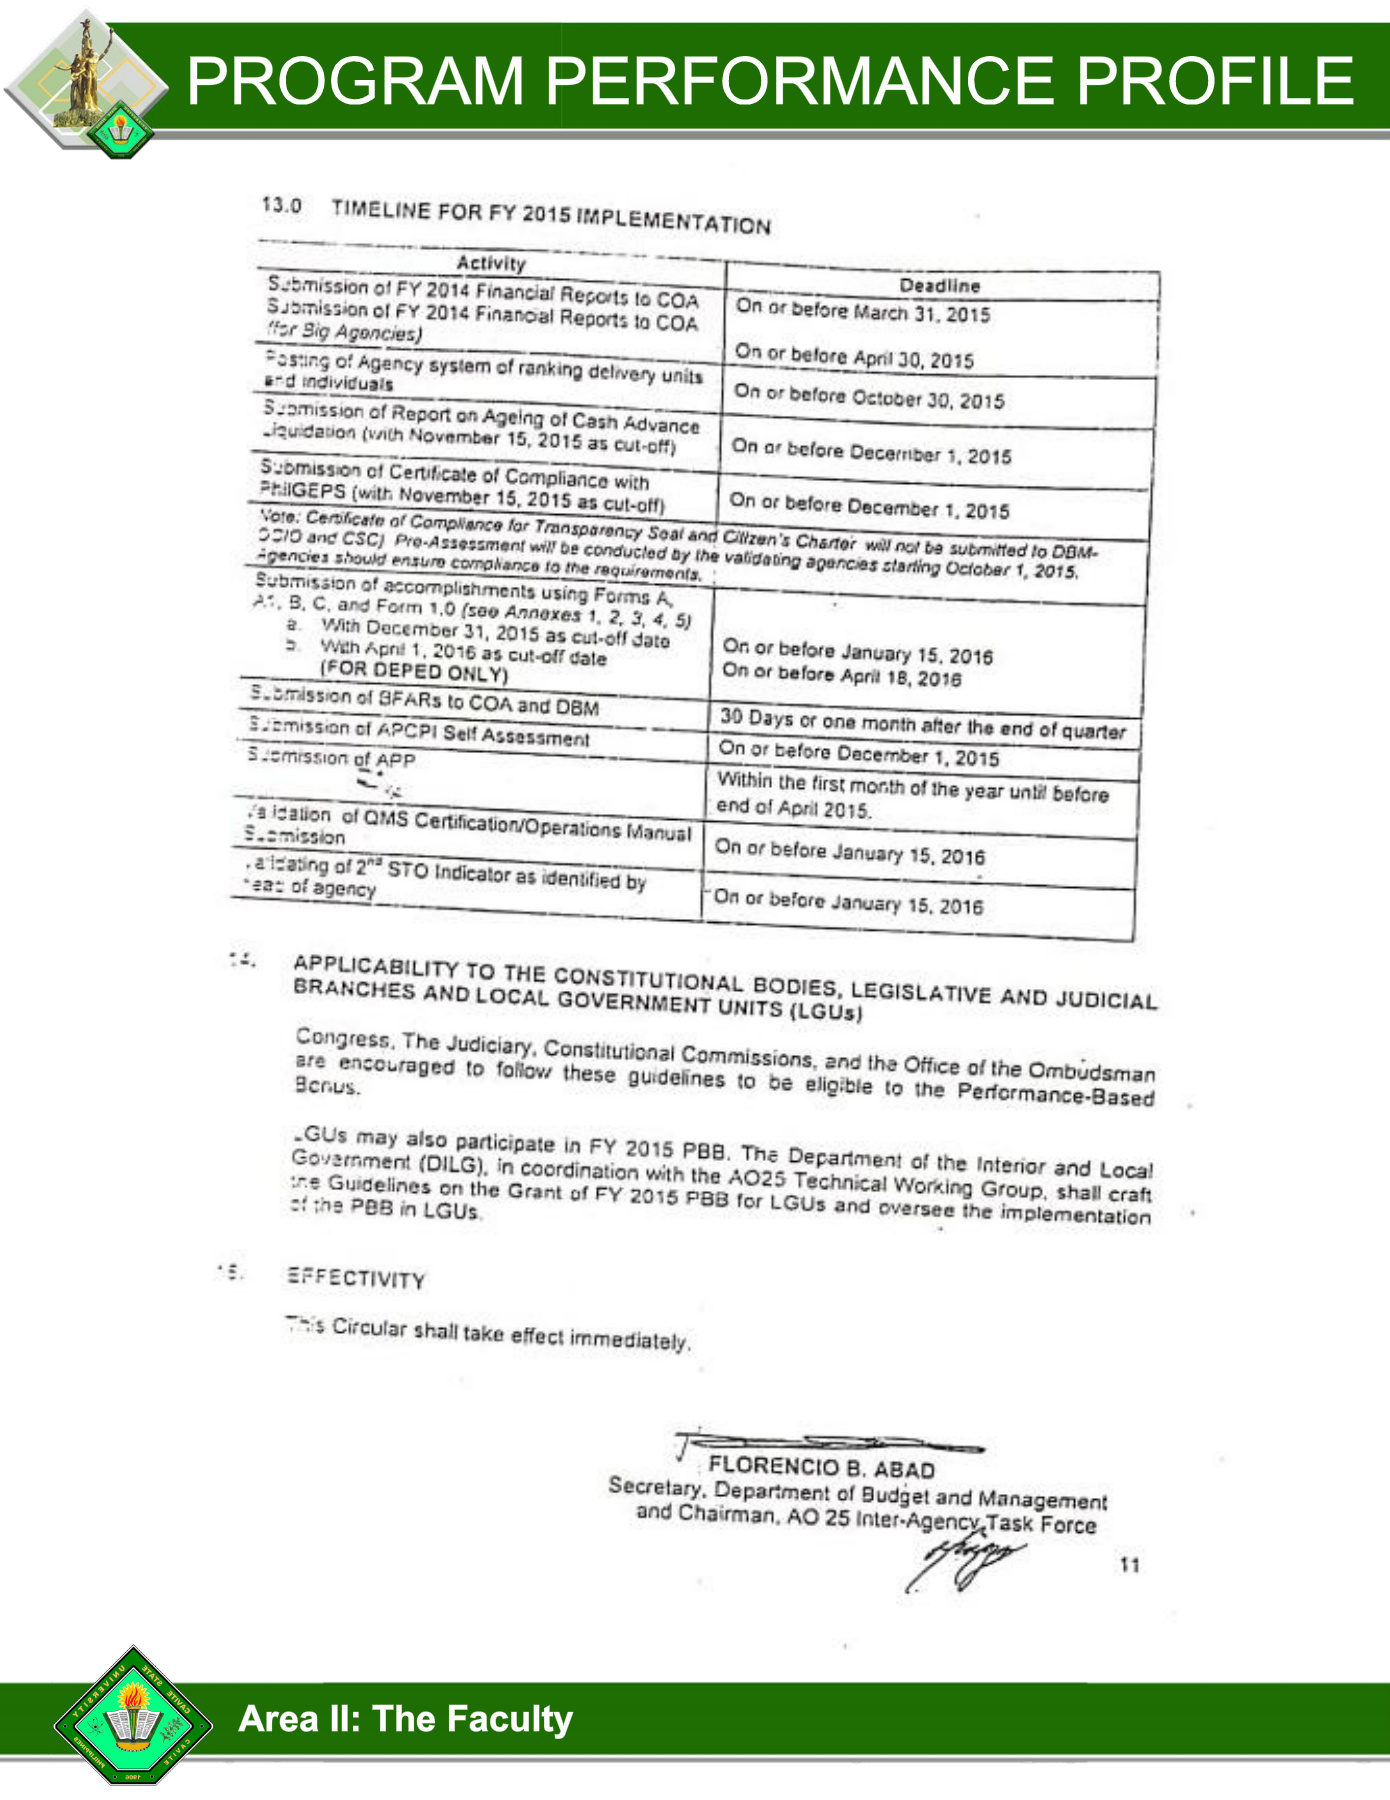 PROGRAM PERFORMANCE PROFILE
13.0 TIMELINE FOR FY 2015 IMPLEMENTATION
Activity
Deadline
Submission of FY 2014 Financial Reports to COA
On or before March 31, 2015
Submission of FY 2014 Financial Reports to COA
(for Big Agencies)
On or before April 30, 2015
Posting of Agency system of ranking delivery units
and individuals
On or before October 30, 2015
Submission of Report on Ageing of Cash Advance
Liquidation (with November 15, 2015 as cut-off)
On or before December 1, 2015
Submission of Certificate of Compliance with
PhilGEPS (with November 15, 2015 as cut-off)
On or before December 1, 2015
Note: Certificate of Compliance for Transparency Seal and Citizen's Charter will not be submitted to DBM-
OCIO and CSC) Pre-Assessment will be conducted by the validating agencies starting October 1, 2015.
Agencies should ensure compliance to the requirements.
Submission of accomplishments using Forms A,
A1, B, C, and Form 1.0 (see Annexes 1, 2, 3, 4, 5)
a. With December 31, 2015 as cut-off date
On or before January 15, 2016
b. With April 1, 2016 as cut-off date
On or before April 18, 2016
(FOR DEPED ONLY)
Submission of BFARs to COA and DBM
30 Days or one month after the end of quarter
Submission of APCPI Self Assessment
On or before December 1, 2015
Submission of APP
Within the first month of the year until before
end of April 2015.
Validation of QMS Certification/Operations Manual
Submission
On or before January 15, 2016
Validating of 2nd STO Indicator as identified by
head of agency
On or before January 15, 2016
14. APPLICABILITY TO THE CONSTITUTIONAL BODIES, LEGISLATIVE AND JUDICIAL
BRANCHES AND LOCAL GOVERNMENT UNITS (LGUs)
Congress, The Judiciary, Constitutional Commissions, and the Office of the Ombudsman
are encouraged to follow these guidelines to be eligible to the Performance-Based
Bonus.
LGUs may also participate in FY 2015 PBB. The Department of the Interior and Local
Government (DILG), in coordination with the AO25 Technical Working Group, shall craft
the Guidelines on the Grant of FY 2015 PBB for LGUs and oversee the implementation
of the PBB in LGUs.
15. EFFECTIVITY
This Circular shall take effect immediately.
FLORENCIO B. ABAD
Secretary, Department of Budget and Management
and Chairman, AO 25 Inter-Agency Task Force
11
CAVITE STATE UNIVERSITY
CAVITE
PHILIPPINES
1906
Area II: The Faculty